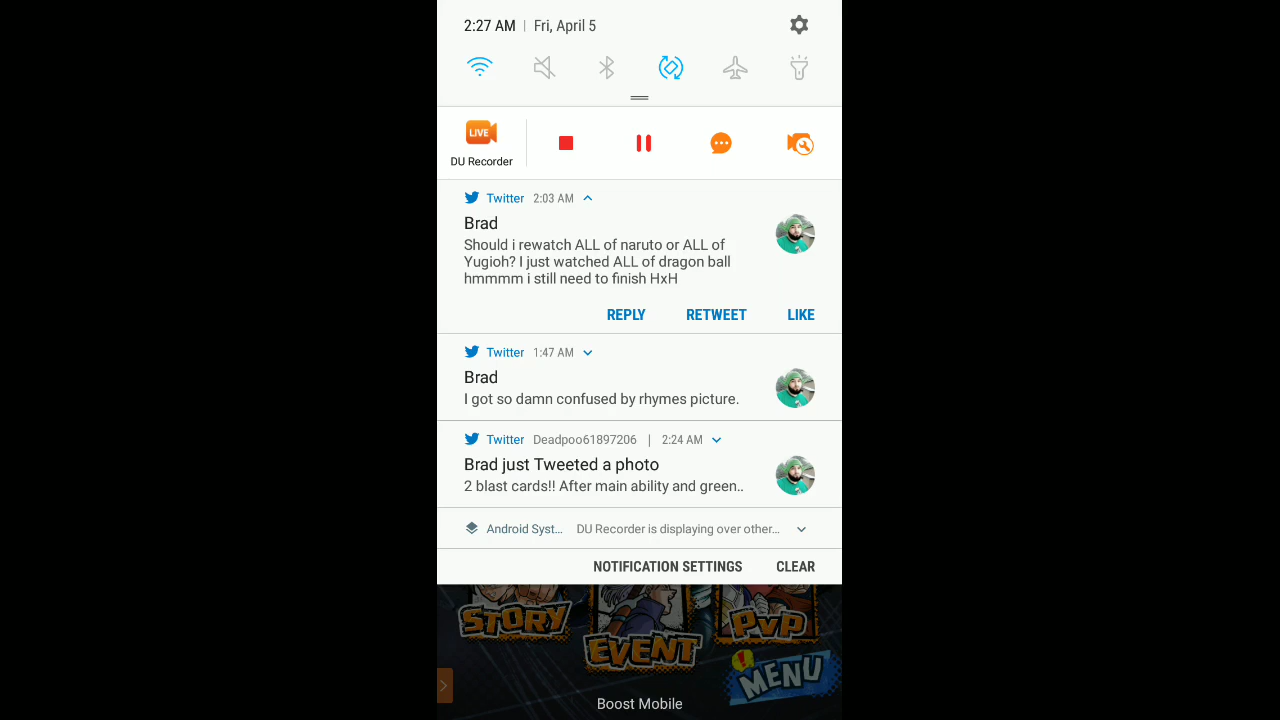 2:27 AM | Fri, April 5
LIVE
DU Recorder
Twitter 2:03 AM
Brad
Should i rewatch ALL of naruto or ALL of
Yugioh? I just watched ALL of dragon ball
hmmmm i still need to finish HxH
REPLY RETWEET LIKE
Twitter 1:47 AM
Brad
I got so damn confused by rhymes picture.
Twitter Deadpoo61897206 | 2:24 AM
Brad just Tweeted a photo
2 blast cards!! After main ability and green..
Android Syst... DU Recorder is displaying over other...
NOTIFICATION SETTINGS CLEAR
STORY
EVENT
PVP
MENU
Boost Mobile